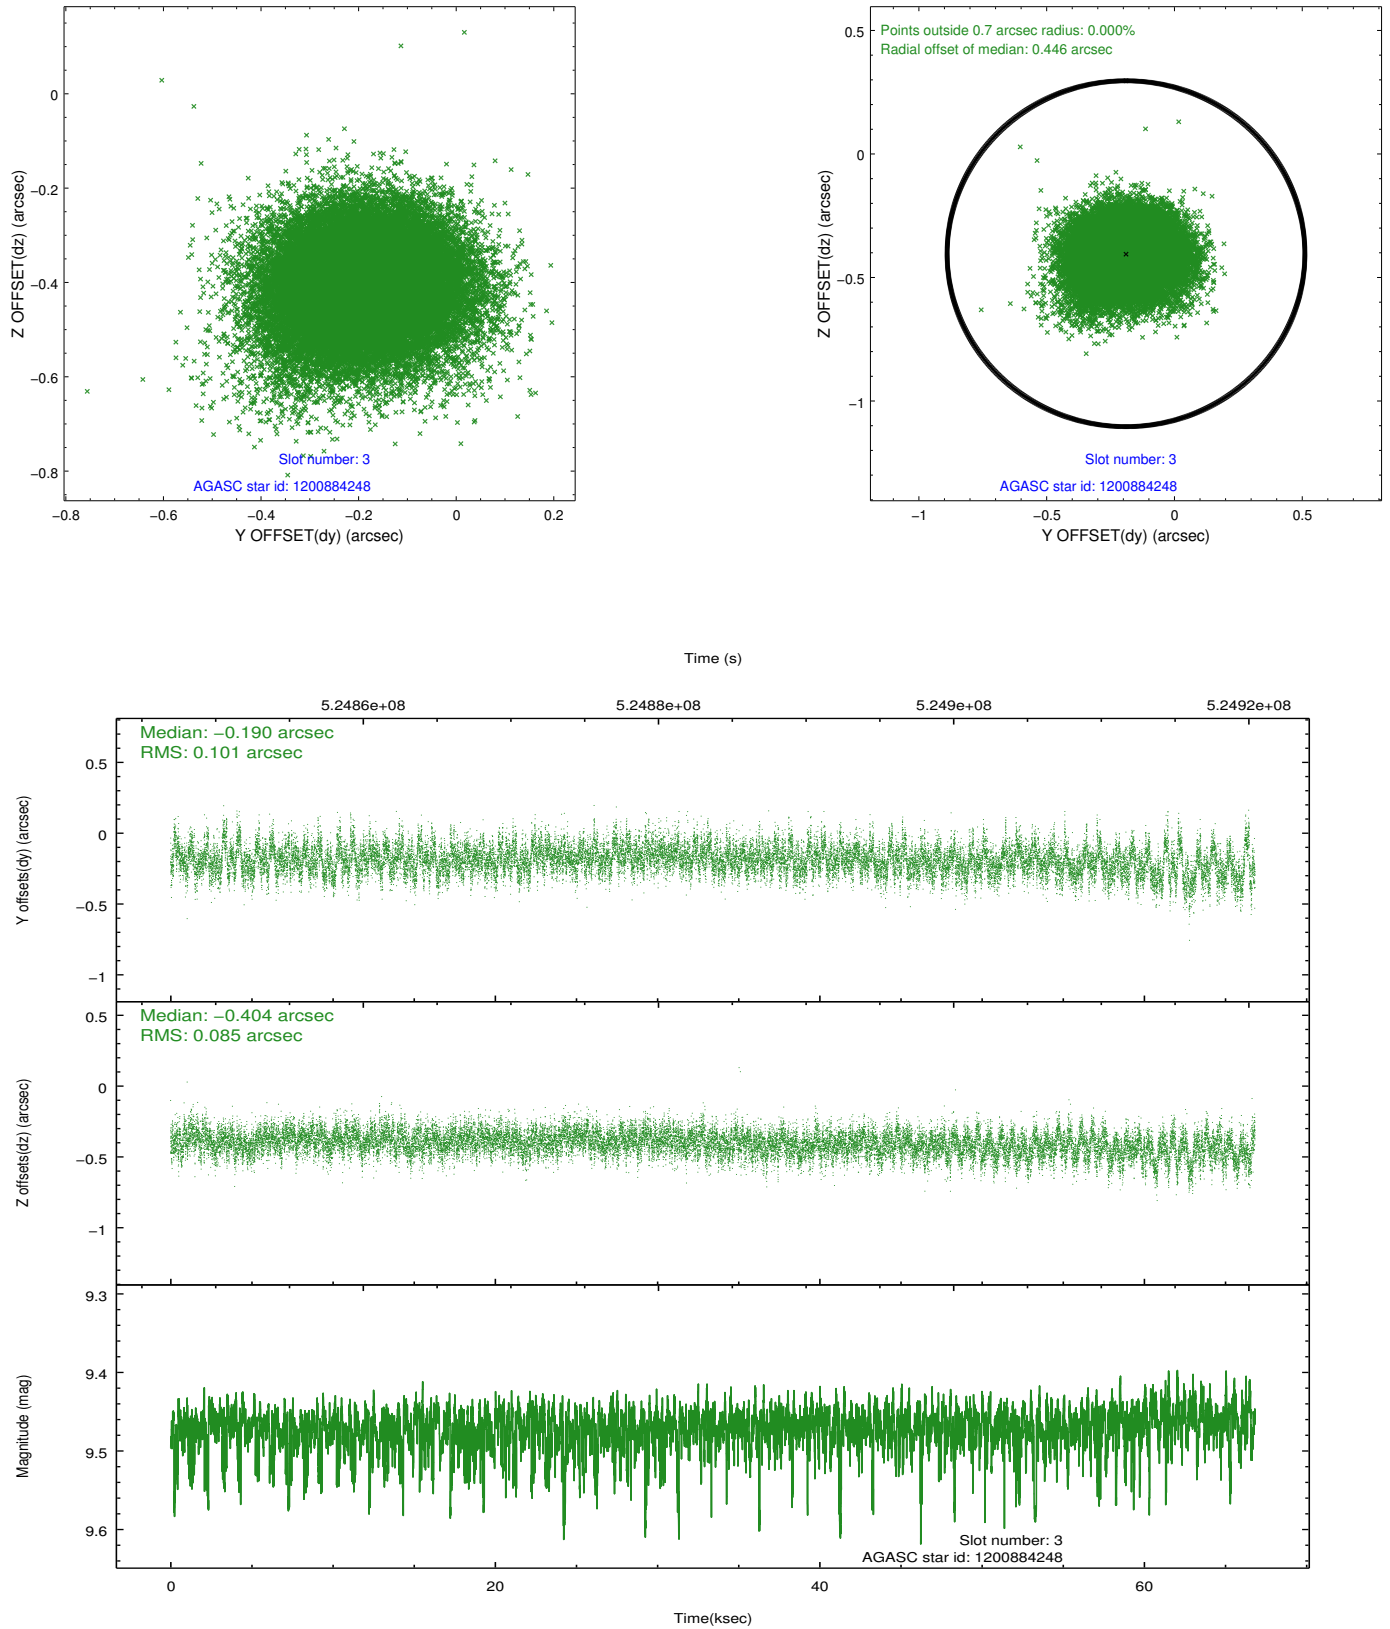 0
−0.2
−0.4
−0.6
−0.8
Z OFFSET(dz) (arcsec)
Slot number: 3
AGASC star id: 1200884248
−0.8
−0.6
−0.4
−0.2
0
0.2
Y OFFSET(dy) (arcsec)
Points outside 0.7 arcsec radius: 0.000%
Radial offset of median: 0.446 arcsec
0.5
0
−0.5
−1
Z OFFSET(dz) (arcsec)
Slot number: 3
AGASC star id: 1200884248
−1
−0.5
0
0.5
Y OFFSET(dy) (arcsec)
Time (s)
5.2486e+08
5.2488e+08
5.249e+08
5.2492e+08
Median: −0.190 arcsec
RMS: 0.101 arcsec
0.5
0
−0.5
−1
Y offsets(dy) (arcsec)
Median: −0.404 arcsec
RMS: 0.085 arcsec
0.5
0
−0.5
−1
Z offsets(dz) (arcsec)
9.3
9.4
9.5
9.6
Magnitude (mag)
Slot number: 3
AGASC star id: 1200884248
0
20
40
60
Time(ksec)